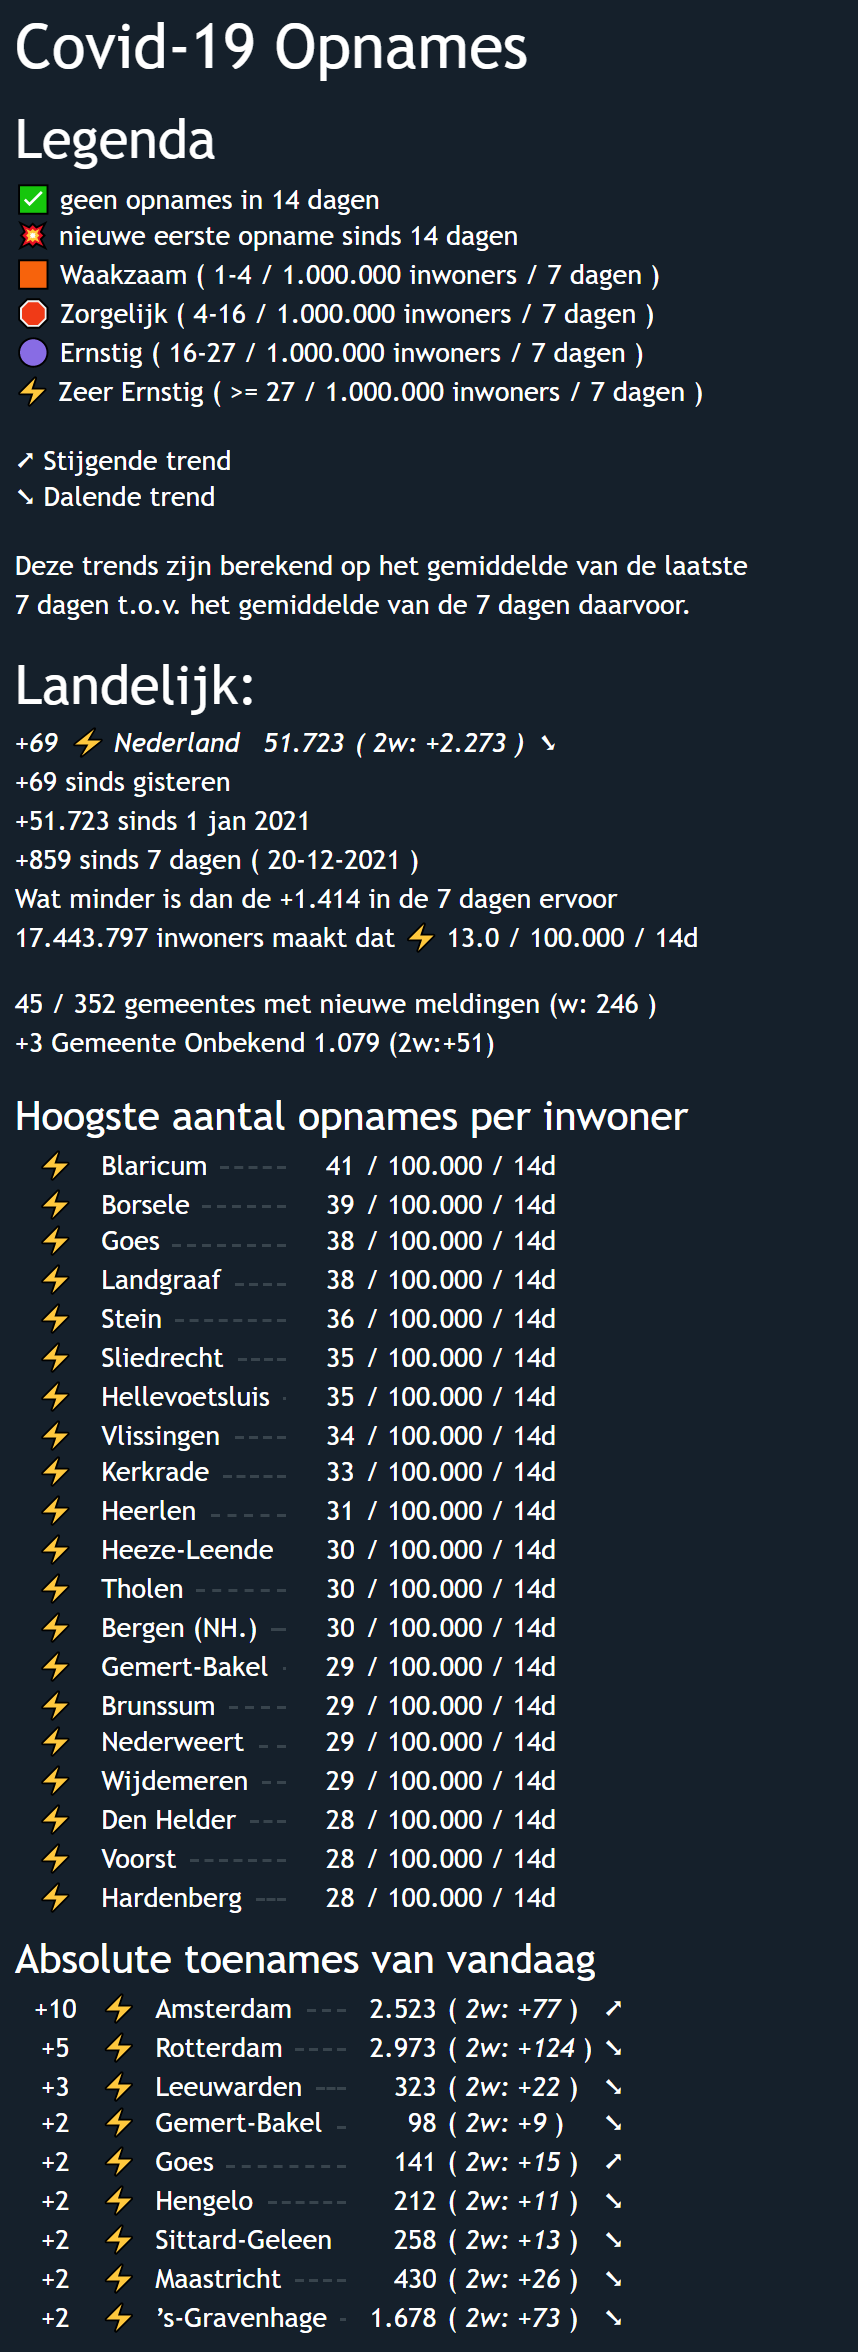 Covid-19 Opnames
Legenda
✅ geen opnames in 14 dagen
💥 nieuwe eerste opname sinds 14 dagen
🟧 Waakzaam ( 1-4 / 1.000.000 inwoners / 7 dagen )
🛑 Zorgelijk ( 4-16 / 1.000.000 inwoners / 7 dagen )
🟣 Ernstig ( 16-27 / 1.000.000 inwoners / 7 dagen )
⚡ Zeer Ernstig ( >= 27 / 1.000.000 inwoners / 7 dagen )
➚ Stijgende trend
➘ Dalende trend
Deze trends zijn berekend op het gemiddelde van de laatste
7 dagen t.o.v. het gemiddelde van de 7 dagen daarvoor.
Landelijk:
+69 ⚡ Nederland 51.723 ( 2w: +2.273 ) ➘
+69 sinds gisteren
+51.723 sinds 1 jan 2021
+859 sinds 7 dagen ( 20-12-2021 )
Wat minder is dan de +1.414 in de 7 dagen ervoor
17.443.797 inwoners maakt dat ⚡ 13.0 / 100.000 / 14d
45 / 352 gemeentes met nieuwe meldingen (w: 246 )
+3 Gemeente Onbekend 1.079 (2w:+51)
Hoogste aantal opnames per inwoner
⚡ Blaricum ----- 41 / 100.000 / 14d
⚡ Borsele ------ 39 / 100.000 / 14d
⚡ Goes -------- 38 / 100.000 / 14d
⚡ Landgraaf ---- 38 / 100.000 / 14d
⚡ Stein -------- 36 / 100.000 / 14d
⚡ Sliedrecht ---- 35 / 100.000 / 14d
⚡ Hellevoetsluis - 35 / 100.000 / 14d
⚡ Vlissingen ---- 34 / 100.000 / 14d
⚡ Kerkrade ----- 33 / 100.000 / 14d
⚡ Heerlen ------ 31 / 100.000 / 14d
⚡ Heeze-Leende 30 / 100.000 / 14d
⚡ Tholen ------- 30 / 100.000 / 14d
⚡ Bergen (NH.) - 30 / 100.000 / 14d
⚡ Gemert-Bakel - 29 / 100.000 / 14d
⚡ Brunssum ---- 29 / 100.000 / 14d
⚡ Nederweert -- 29 / 100.000 / 14d
⚡ Wijdemeren -- 29 / 100.000 / 14d
⚡ Den Helder --- 28 / 100.000 / 14d
⚡ Voorst ------- 28 / 100.000 / 14d
⚡ Hardenberg --- 28 / 100.000 / 14d
Absolute toenames van vandaag
+10 ⚡ Amsterdam --- 2.523 ( 2w: +77 ) ➚
+5 ⚡ Rotterdam ---- 2.973 ( 2w: +124 ) ➘
+3 ⚡ Leeuwarden --- 323 ( 2w: +22 ) ➘
+2 ⚡ Gemert-Bakel - 98 ( 2w: +9 ) ➘
+2 ⚡ Goes -------- 141 ( 2w: +15 ) ➚
+2 ⚡ Hengelo ------ 212 ( 2w: +11 ) ➘
+2 ⚡ Sittard-Geleen 258 ( 2w: +13 ) ➘
+2 ⚡ Maastricht ---- 430 ( 2w: +26 ) ➘
+2 ⚡ ’s-Gravenhage - 1.678 ( 2w: +73 ) ➘